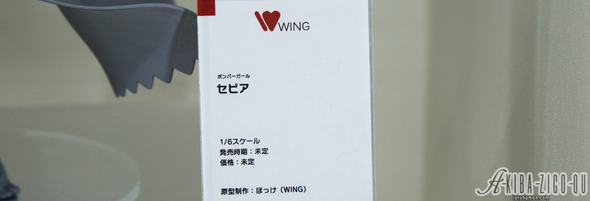 WING
ボンバーガール
セピア
1/6スケール
発売時期：未定
価格：未定
原型制作：ほっけ（WING）
AKIBA-ZIGO-QU